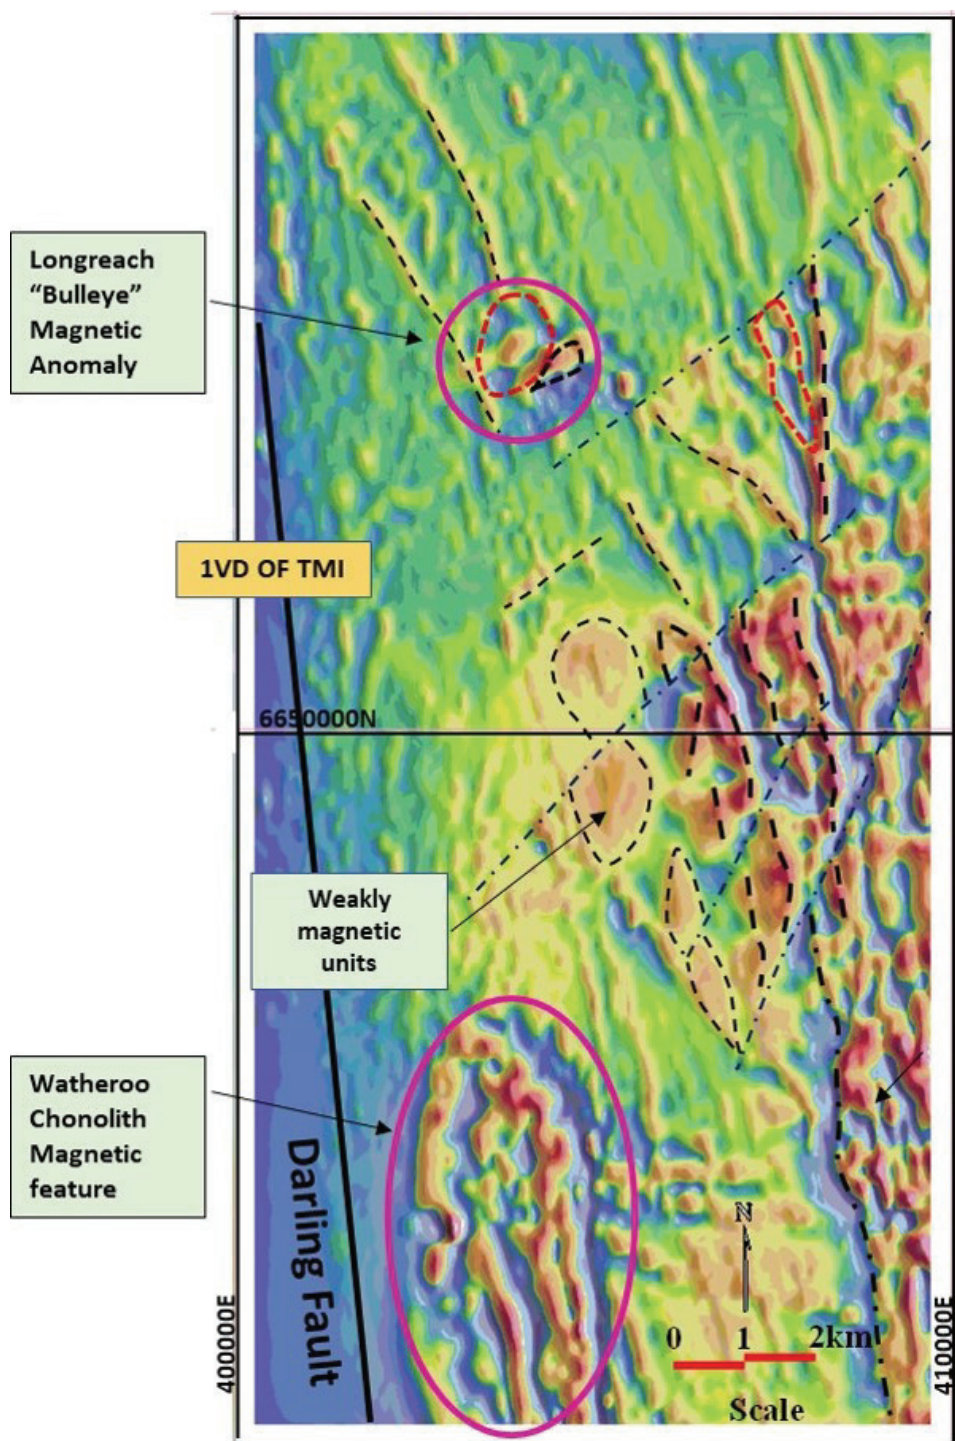 Longreach
“Bulleye”
Magnetic
Anomaly
1VD OF TMI
6650000N
Weakly
magnetic
units
Watheroo
Chonolith
Magnetic
feature
Darling Fault
N
0 1 2km
Scale
400000E
410000E